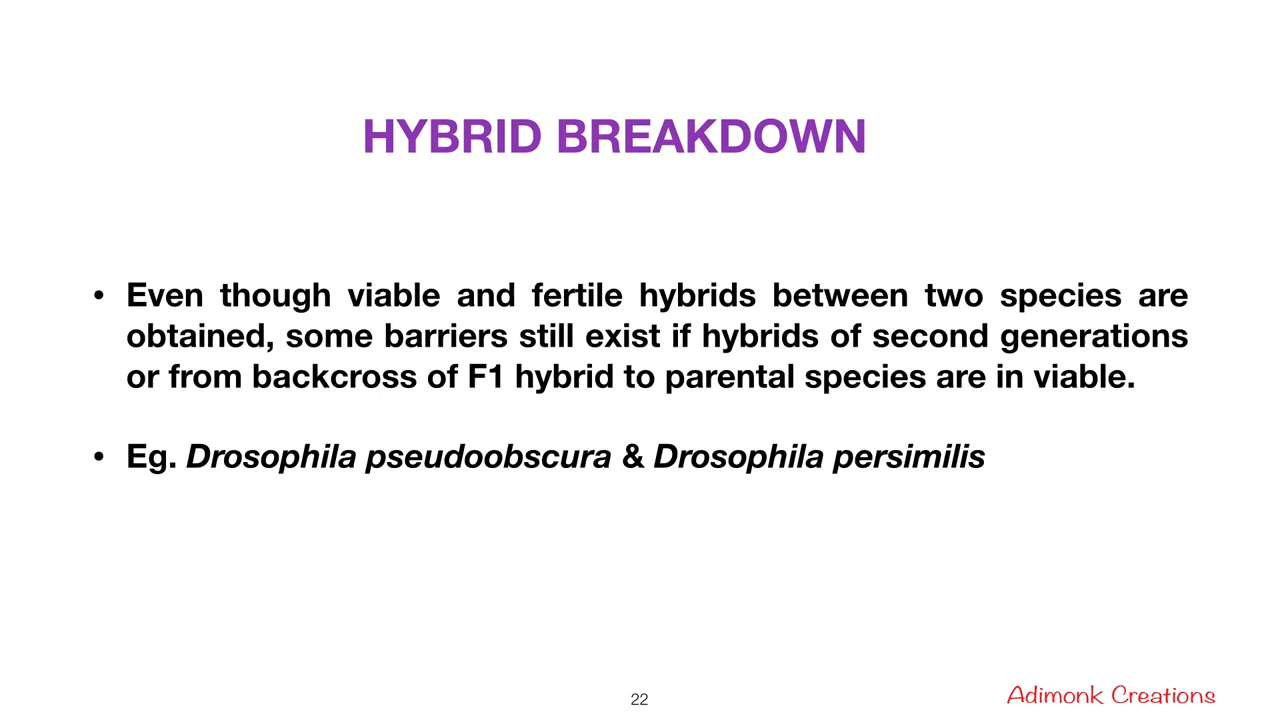 HYBRID BREAKDOWN
• Even though viable and fertile hybrids between two species are
obtained, some barriers still exist if hybrids of second generations
or from backcross of F1 hybrid to parental species are in viable.
• Eg. Drosophila pseudoobscura & Drosophila persimilis
22
Adimonk Creations